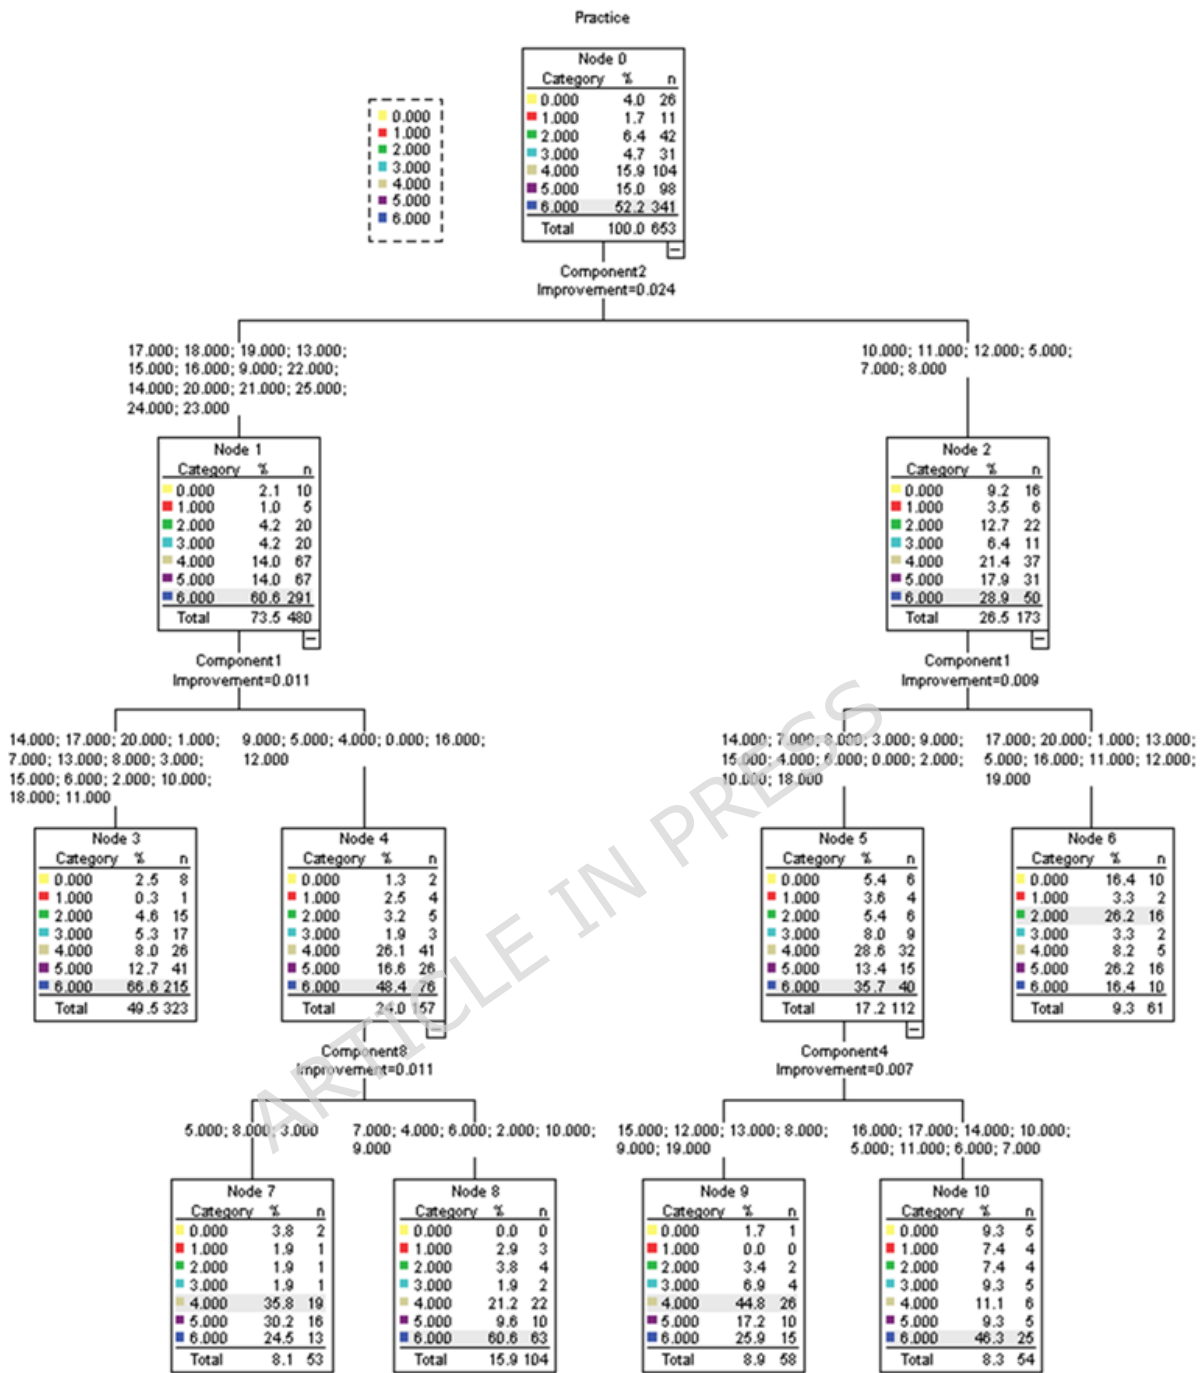 Practice
Node 0
Category % n
0.000 4.0 26
1.000 1.7 11
2.000 6.4 42
3.000 4.7 31
4.000 15.9 104
5.000 15.0 98
6.000 52.2 341
Total 100.0 653
0.000
1.000
2.000
3.000
4.000
5.000
6.000
Component2
Improvement=0.024
17.000; 18.000; 19.000; 13.000;
15.000; 16.000; 9.000; 22.000;
14.000; 20.000; 21.000; 25.000;
24.000; 23.000
10.000; 11.000; 12.000; 5.000;
7.000; 8.000
Node 1
Category % n
0.000 2.1 10
1.000 1.0 5
2.000 4.2 20
3.000 4.2 20
4.000 14.0 67
5.000 14.0 67
6.000 60.6 291
Total 73.5 480
Node 2
Category % n
0.000 9.2 16
1.000 3.5 6
2.000 12.7 22
3.000 6.4 11
4.000 21.4 37
5.000 17.9 31
6.000 28.9 50
Total 26.5 173
Component1
Improvement=0.011
Component1
Improvement=0.009
14.000; 17.000; 20.000; 1.000;
7.000; 13.000; 8.000; 3.000;
15.000; 6.000; 2.000; 10.000;
18.000; 11.000
9.000; 5.000; 4.000; 0.000; 16.000;
12.000
14.000; 7.000; 8.000; 3.000; 9.000;
15.000; 4.000; 6.000; 0.000; 2.000;
10.000; 18.000
17.000; 20.000; 1.000; 13.000;
5.000; 16.000; 11.000; 12.000;
19.000
Node 3
Category % n
0.000 2.5 8
1.000 0.3 1
2.000 4.6 15
3.000 5.3 17
4.000 8.0 26
5.000 12.7 41
6.000 66.6 215
Total 49.5 323
Node 4
Category % n
0.000 1.3 2
1.000 2.5 4
2.000 3.2 5
3.000 1.9 3
4.000 26.1 41
5.000 16.6 26
6.000 48.4 76
Total 24.0 157
Node 5
Category % n
0.000 5.4 6
1.000 3.6 4
2.000 5.4 6
3.000 8.0 9
4.000 28.6 32
5.000 13.4 15
6.000 35.7 40
Total 17.2 112
Node 6
Category % n
0.000 16.4 10
1.000 3.3 2
2.000 26.2 16
3.000 3.3 2
4.000 8.2 5
5.000 26.2 16
6.000 16.4 10
Total 9.3 61
Component8
Improvement=0.011
Component4
Improvement=0.007
5.000; 8.000; 3.000
7.000; 4.000; 6.000; 2.000; 10.000;
9.000
15.000; 12.000; 13.000; 8.000;
9.000; 19.000
16.000; 17.000; 14.000; 10.000;
5.000; 11.000; 6.000; 7.000
Node 7
Category % n
0.000 3.8 2
1.000 1.9 1
2.000 1.9 1
3.000 1.9 1
4.000 35.8 19
5.000 30.2 16
6.000 24.5 13
Total 8.1 53
Node 8
Category % n
0.000 0.0 0
1.000 2.9 3
2.000 3.8 4
3.000 1.9 2
4.000 21.2 22
5.000 9.6 10
6.000 60.6 63
Total 15.9 104
Node 9
Category % n
0.000 1.7 1
1.000 0.0 0
2.000 3.4 2
3.000 6.9 4
4.000 44.8 26
5.000 17.2 10
6.000 25.9 15
Total 8.9 58
Node 10
Category % n
0.000 9.3 5
1.000 7.4 4
2.000 7.4 4
3.000 9.3 5
4.000 11.1 6
5.000 9.3 5
6.000 46.3 25
Total 8.3 54
ARTICLE IN PRESS